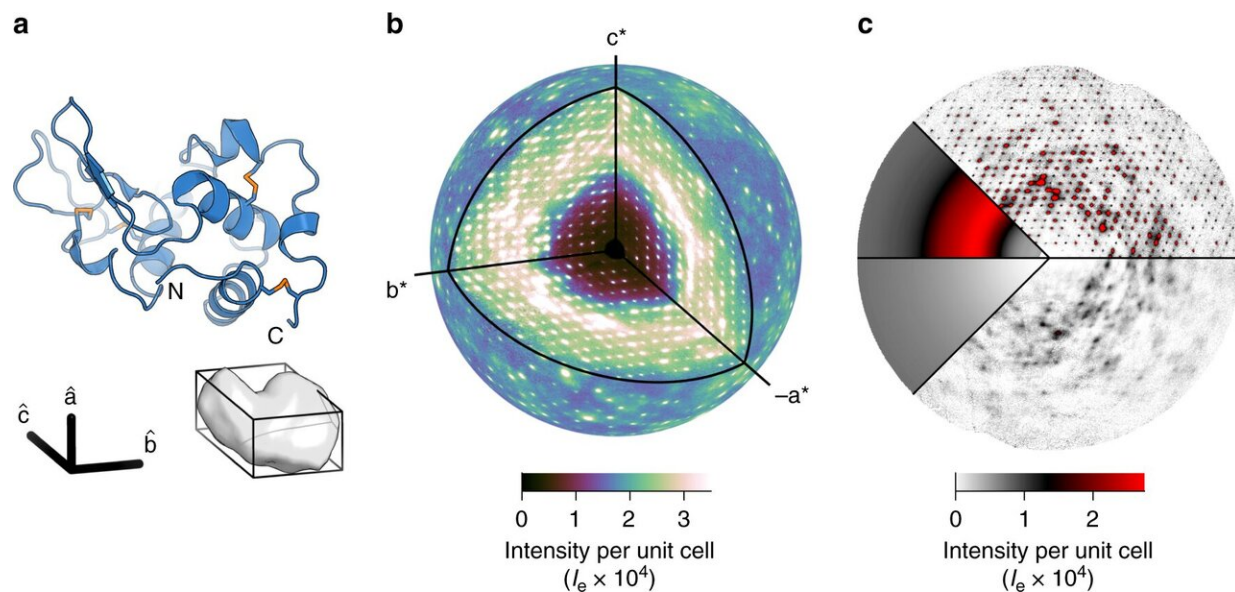 a
N
C
â
ĉ
b̂
b
c*
b*
–a*
0 1 2 3
Intensity per unit cell
(Iₑ × 10⁴)
c
0 1 2
Intensity per unit cell
(Iₑ × 10⁴)